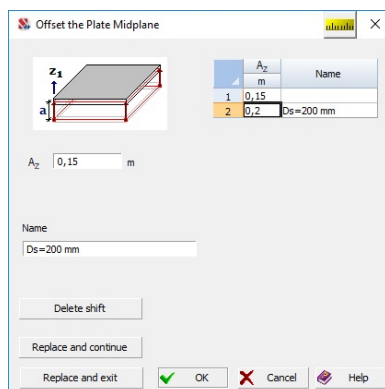 Offset the Plate Midplane
z1
a
AZ 0,15 m
AZ Name
m
1 0,15
2 0,2 Ds=200 mm
Name
Ds=200 mm
Delete shift
Replace and continue
Replace and exit OK Cancel Help